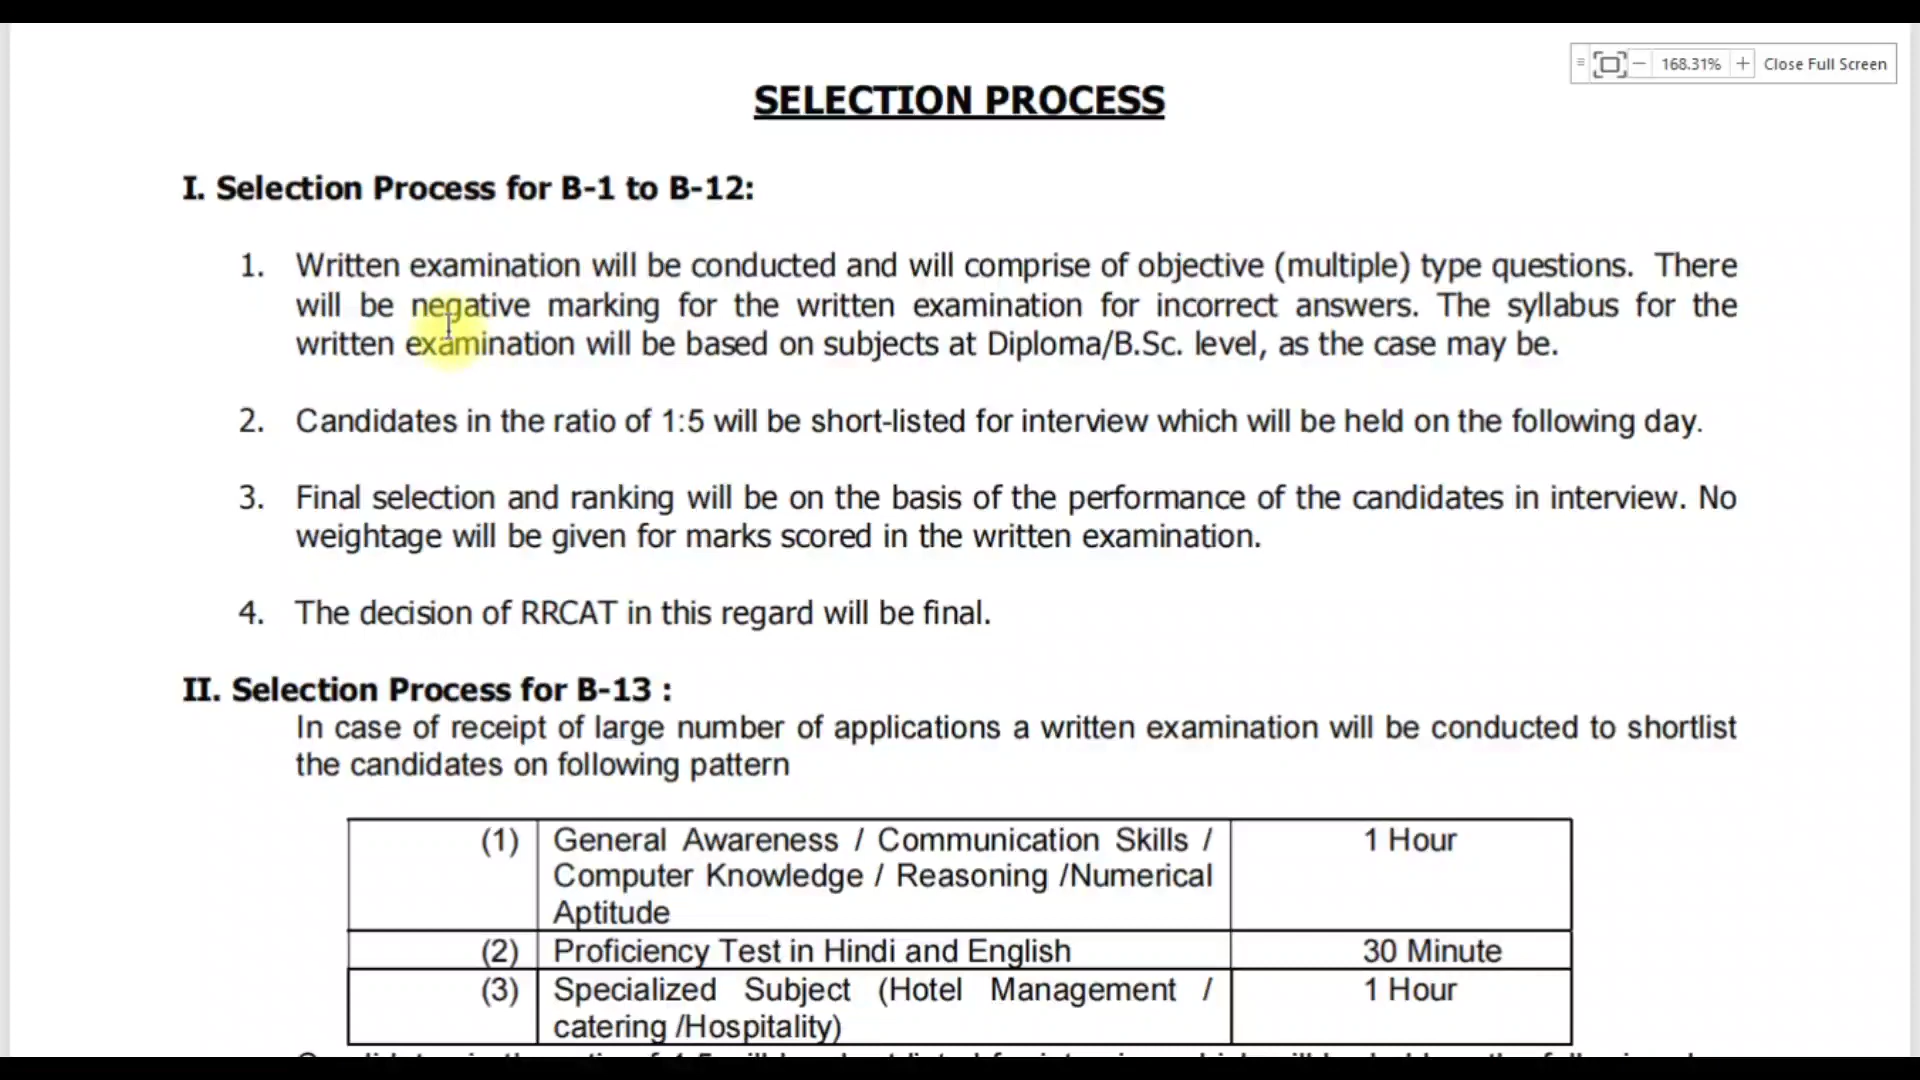 168.31%
Close Full Screen
SELECTION PROCESS
I. Selection Process for B-1 to B-12:
1. Written examination will be conducted and will comprise of objective (multiple) type questions. There
will be negative marking for the written examination for incorrect answers. The syllabus for the
written examination will be based on subjects at Diploma/B.Sc. level, as the case may be.
2. Candidates in the ratio of 1:5 will be short-listed for interview which will be held on the following day.
3. Final selection and ranking will be on the basis of the performance of the candidates in interview. No
weightage will be given for marks scored in the written examination.
4. The decision of RRCAT in this regard will be final.
II. Selection Process for B-13 :
In case of receipt of large number of applications a written examination will be conducted to shortlist
the candidates on following pattern
(1) General Awareness / Communication Skills / 1 Hour
Computer Knowledge / Reasoning /Numerical
Aptitude
(2) Proficiency Test in Hindi and English 30 Minute
(3) Specialized Subject (Hotel Management / 1 Hour
catering /Hospitality)